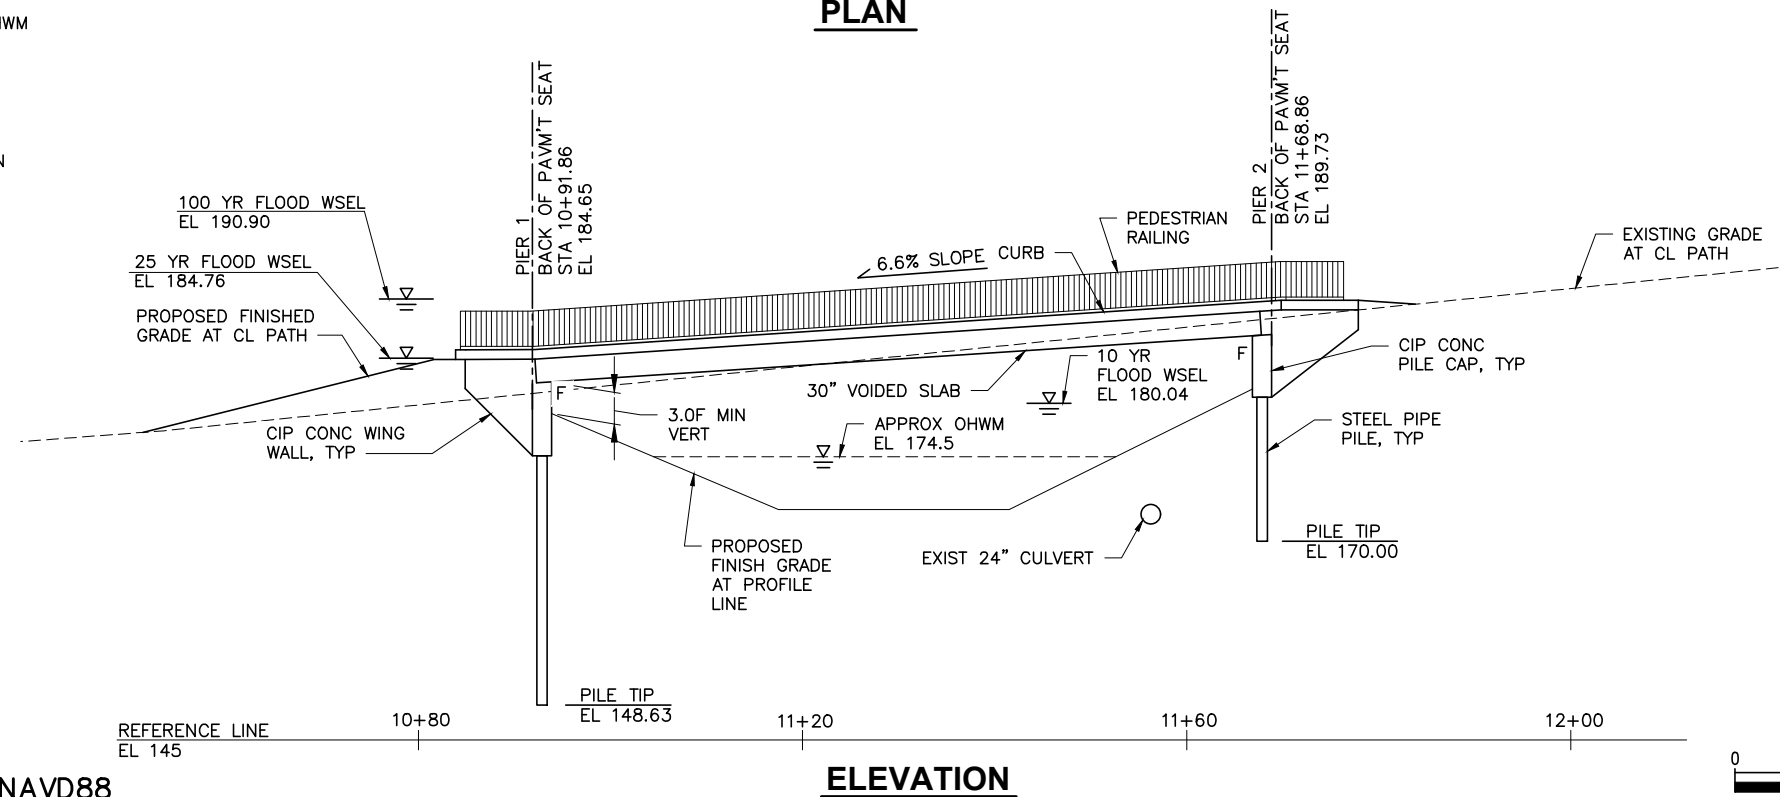 PLAN
WM
N
100 YR FLOOD WSEL
EL 190.90
25 YR FLOOD WSEL
EL 184.76
PROPOSED FINISHED
GRADE AT CL PATH
PIER 1
BACK OF PAVM'T SEAT
STA 10+91.86
EL 184.65
PIER 2
BACK OF PAVM'T SEAT
STA 11+68.86
EL 189.73
6.6% SLOPE
CURB
PEDESTRIAN
RAILING
EXISTING GRADE
AT CL PATH
F
F
30" VOIDED SLAB
10 YR
FLOOD WSEL
EL 180.04
CIP CONC
PILE CAP, TYP
3.0F MIN
VERT
APPROX OHWM
EL 174.5
STEEL PIPE
PILE, TYP
CIP CONC WING
WALL, TYP
PROPOSED
FINISH GRADE
AT PROFILE
LINE
EXIST 24" CULVERT
PILE TIP
EL 170.00
PILE TIP
EL 148.63
REFERENCE LINE
EL 145
10+80
11+20
11+60
12+00
NAVD88
ELEVATION
0